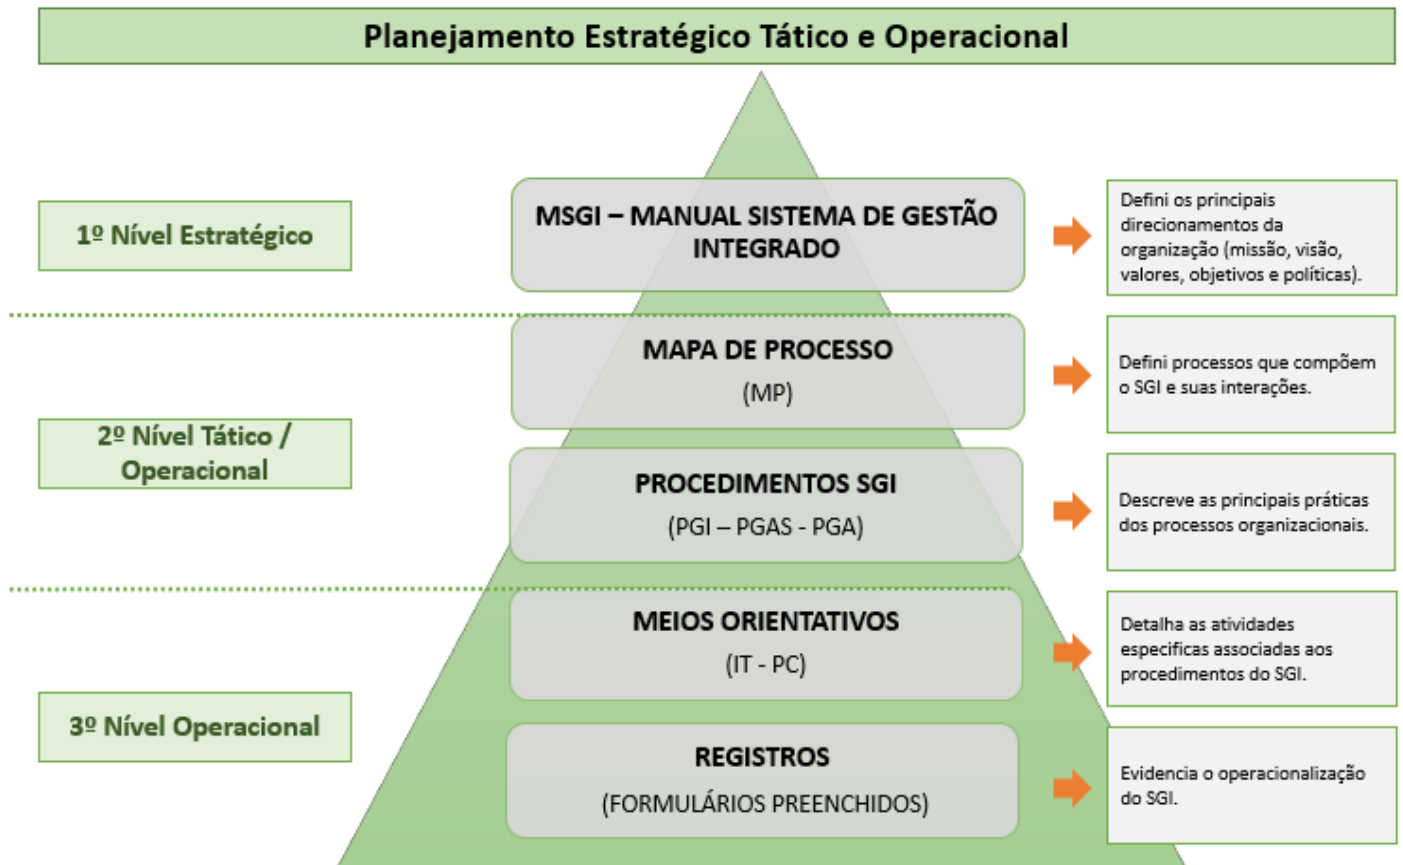 Planejamento Estratégico Tático e Operacional
1º Nível Estratégico
MSGI – MANUAL SISTEMA DE GESTÃO
INTEGRADO
Defini os principais
direcionamentos da
organização (missão, visão,
valores, objetivos e políticas).
2º Nível Tático /
Operacional
MAPA DE PROCESSO
(MP)
Defini processos que compõem
o SGI e suas interações.
PROCEDIMENTOS SGI
(PGI – PGAS - PGA)
Descreve as principais práticas
dos processos organizacionais.
3º Nível Operacional
MEIOS ORIENTATIVOS
(IT - PC)
Detalha as atividades
especificas associadas aos
procedimentos do SGI.
REGISTROS
(FORMULÁRIOS PREENCHIDOS)
Evidencia o operacionalização
do SGI.